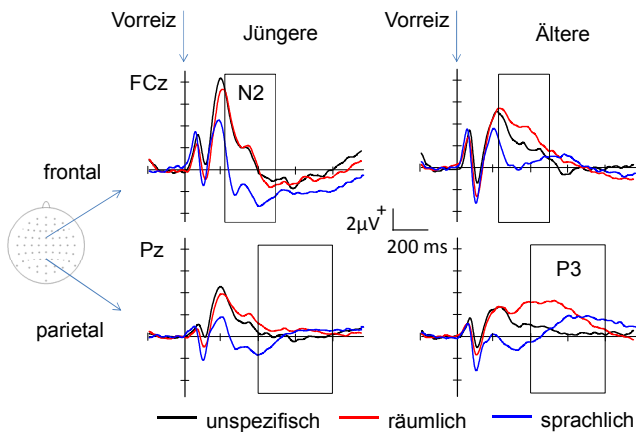 Vorreiz Jüngere Vorreiz Ältere
FCz N2
frontal
2µV + 200 ms
Pz P3
parietal
unspezifisch räumlich sprachlich